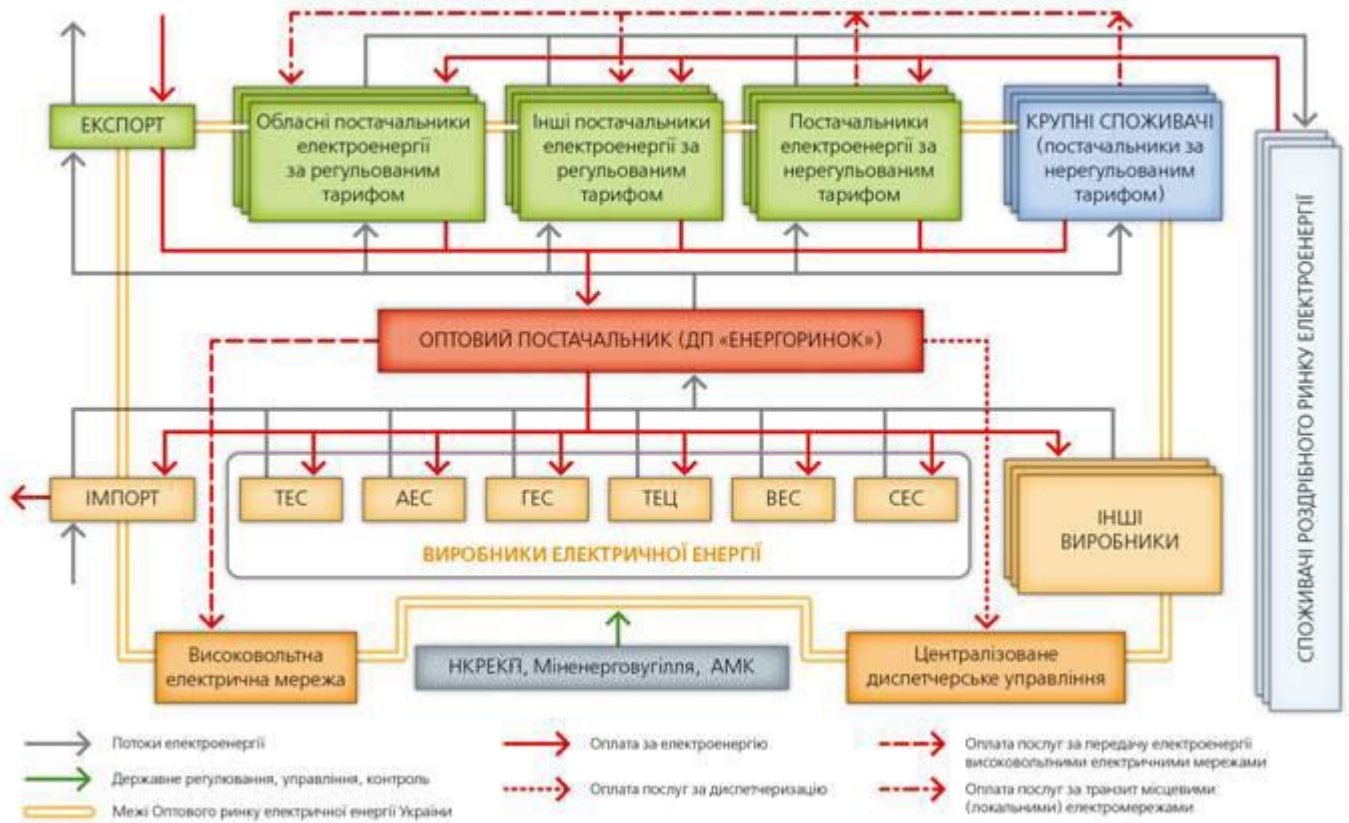 ЕКСПОРТ
Обласні постачальники
електроенергії
за регульованим
тарифом
Інші постачальники
електроенергії за
регульованим
тарифом
Постачальники
електроенергії за
нерегульованим
тарифом
КРУПНІ СПОЖИВАЧІ
(постачальники за
нерегульованим
тарифом)
СПОЖИВАЧІ РОЗДРІБНОГО РИНКУ ЕЛЕКТРОЕНЕРГІЇ
ОПТОВИЙ ПОСТАЧАЛЬНИК (ДП «ЕНЕРГОРИНОК»)
ІМПОРТ
ТЕС
АЕС
ГЕС
ТЕЦ
ВЕС
СЕС
ВИРОБНИКИ ЕЛЕКТРИЧНОЇ ЕНЕРГІЇ
ІНШІ
ВИРОБНИКИ
Високовольтна
електрична мережа
НКРЕКП, Міненерговугілля, АМК
Централізоване
диспетчерське управління
Потоки електроенергії
Державне регулювання, управління, контроль
Межі Оптового ринку електричної енергії України
Оплата за електроенергію
Оплата послуг за диспетчеризацію
Оплата послуг за передачу електроенергії
високовольтними електричними мережами
Оплата послуг за транзит місцевими
(локальними) електромережами